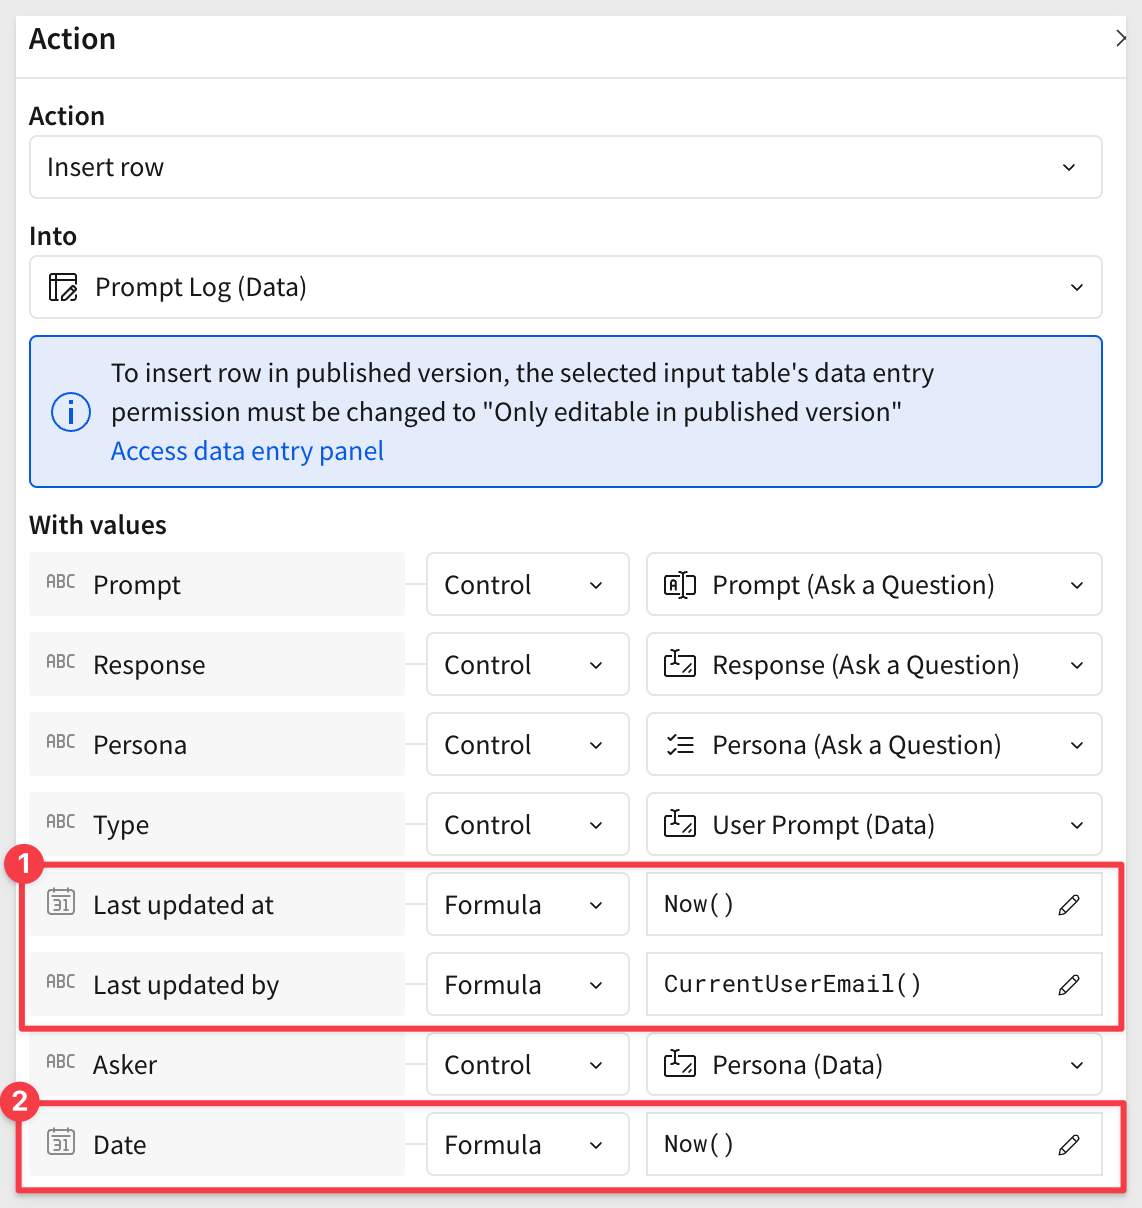 Action
Action
Insert row
Into
Prompt Log (Data)
To insert row in published version, the selected input table's data entry
permission must be changed to "Only editable in published version"
Access data entry panel
With values
ABC Prompt Control Prompt (Ask a Question)
ABC Response Control Response (Ask a Question)
ABC Persona Control Persona (Ask a Question)
ABC Type Control User Prompt (Data)
1
31 Last updated at Formula Now()
ABC Last updated by Formula CurrentUserEmail()
ABC Asker Control Persona (Data)
2
31 Date Formula Now()